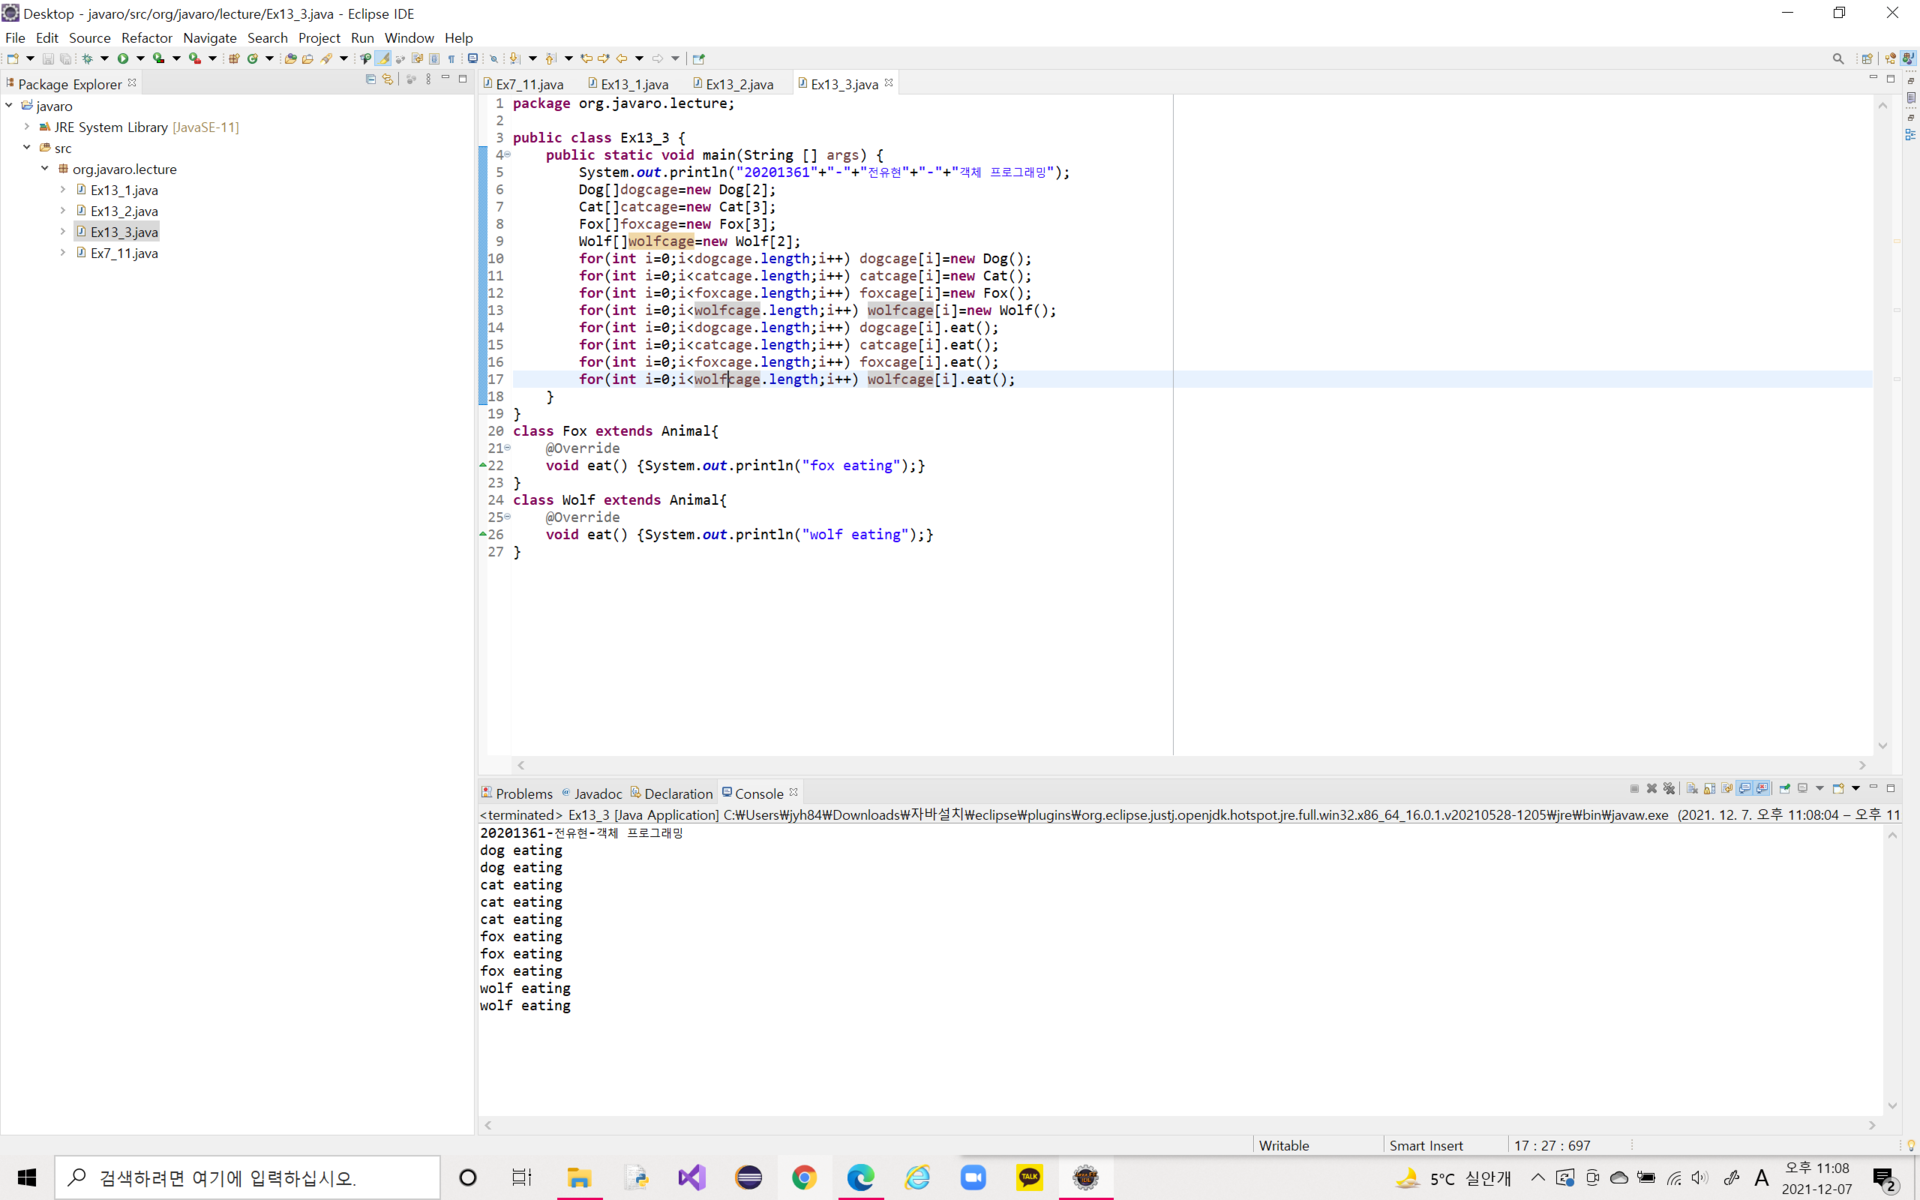 Desktop - javaro/src/org/javaro/lecture/Ex13_3.java - Eclipse IDE
File Edit Source Refactor Navigate Search Project Run Window Help
Package Explorer
javaro
JRE System Library [JavaSE-11]
src
org.javaro.lecture
Ex13_1.java
Ex13_2.java
Ex13_3.java
Ex7_11.java
Ex7_11.java Ex13_1.java Ex13_2.java Ex13_3.java
1 package org.javaro.lecture;
2
3 public class Ex13_3 {
4 public static void main(String [] args) {
5 System.out.println("20201361"+"-"+"전유현"+"-"+"객체 프로그래밍");
6 Dog[]dogcage=new Dog[2];
7 Cat[]catcage=new Cat[3];
8 Fox[]foxcage=new Fox[3];
9 Wolf[]wolfcage=new Wolf[2];
10 for(int i=0;i<dogcage.length;i++) dogcage[i]=new Dog();
11 for(int i=0;i<catcage.length;i++) catcage[i]=new Cat();
12 for(int i=0;i<foxcage.length;i++) foxcage[i]=new Fox();
13 for(int i=0;i<wolfcage.length;i++) wolfcage[i]=new Wolf();
14 for(int i=0;i<dogcage.length;i++) dogcage[i].eat();
15 for(int i=0;i<catcage.length;i++) catcage[i].eat();
16 for(int i=0;i<foxcage.length;i++) foxcage[i].eat();
17 for(int i=0;i<wolfcage.length;i++) wolfcage[i].eat();
18 }
19 }
20 class Fox extends Animal{
21 @Override
22 void eat() {System.out.println("fox eating");}
23 }
24 class Wolf extends Animal{
25 @Override
26 void eat() {System.out.println("wolf eating");}
27 }
Problems Javadoc Declaration Console
<terminated> Ex13_3 [Java Application] C:₩Users₩jyh84₩Downloads₩자바설치₩eclipse₩plugins₩org.eclipse.justj.openjdk.hotspot.jre.full.win32.x86_64_16.0.1.v20210528-1205₩jre₩bin₩javaw.exe (2021. 12. 7. 오후 11:08:04 – 오후 11
20201361-전유현-객체 프로그래밍
dog eating
dog eating
cat eating
cat eating
cat eating
fox eating
fox eating
fox eating
wolf eating
wolf eating
Writable Smart Insert 17 : 27 : 697
검색하려면 여기에 입력하십시오.
TALK
5°C 실안개
A
오후 11:08
2021-12-07
2